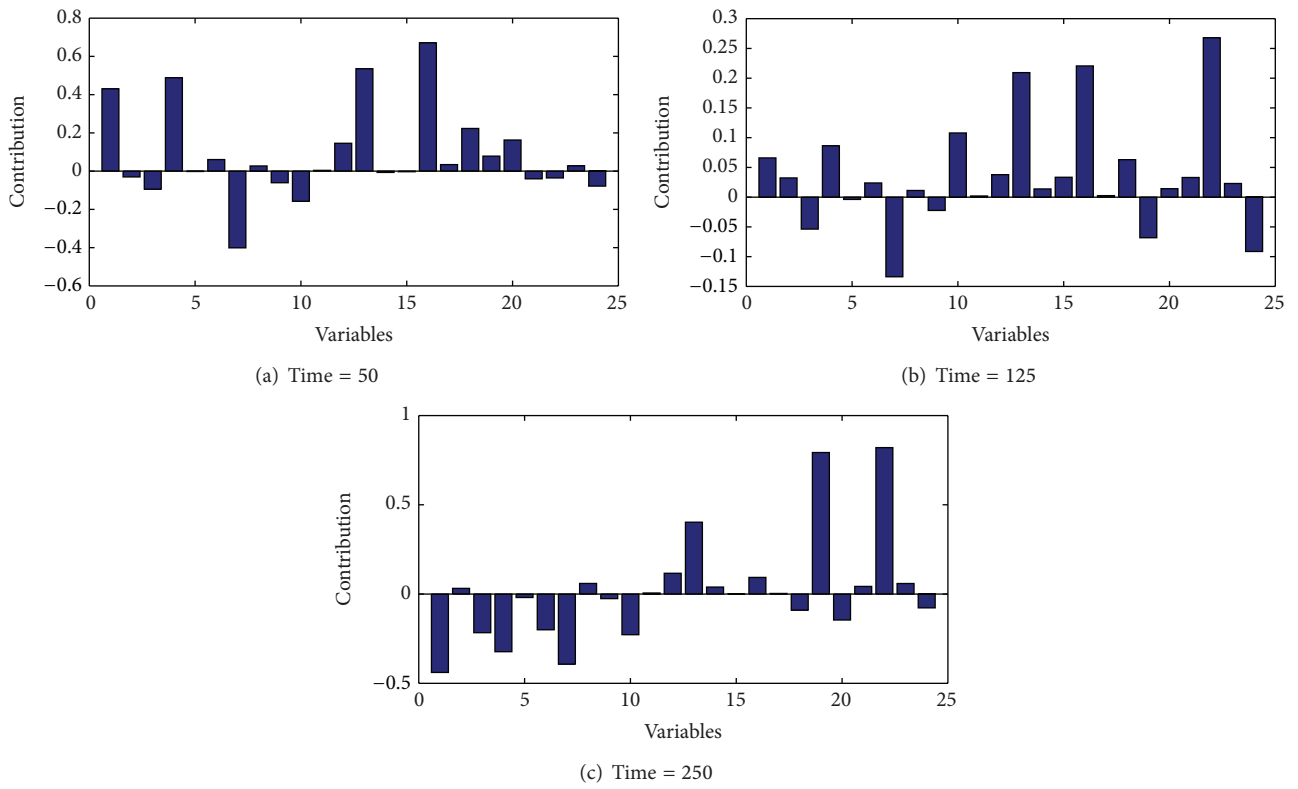 0.8
0.6
0.4
0.2
0
−0.2
−0.4
−0.6
Contribution
0 5 10 15 20 25
Variables
(a) Time = 50
0.3
0.25
0.2
0.15
0.1
0.05
0
−0.05
−0.1
−0.15
Contribution
0 5 10 15 20 25
Variables
(b) Time = 125
1
0.5
0
−0.5
Contribution
0 5 10 15 20 25
Variables
(c) Time = 250